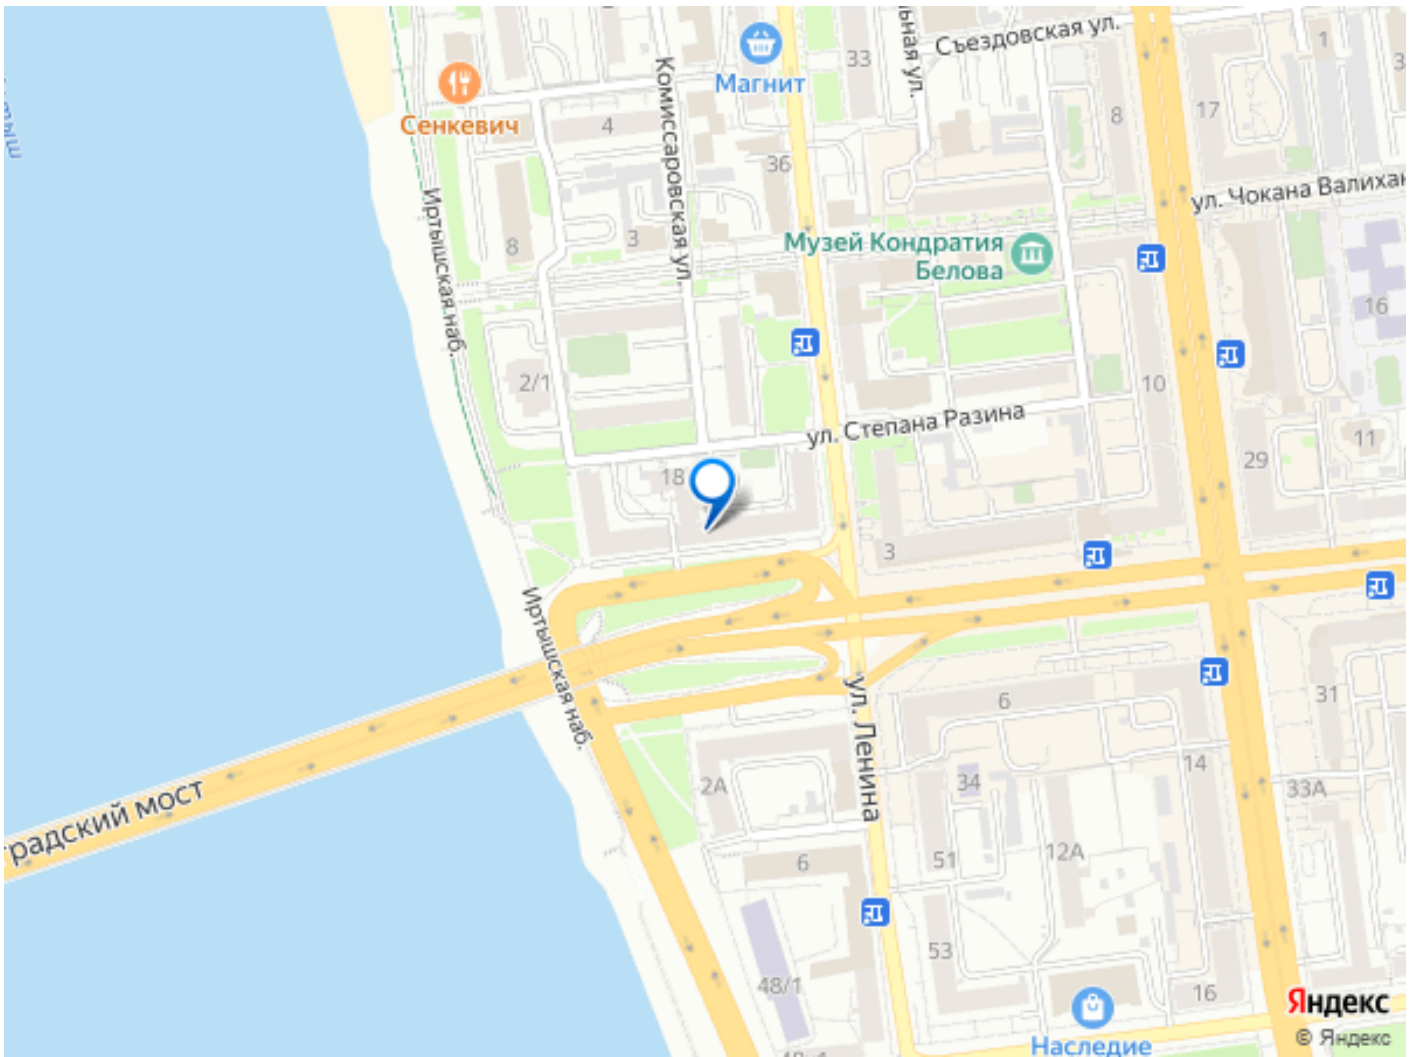 Съездовская ул.
33
1
Магнит
Комиссаровская ул.
Сенкевич
4
8
17
36
ул. Чокана Валихан
Иртышская наб.
8
3
Музей Кондратия
Белова
16
2/1
10
ул. Степана Разина
11
29
18
3
Иртышская наб.
ул. Ленина
6
31
14
34
2А
33А
градский мост
6
51
12А
53
48/1
16
Наследие
Яндекс
© Яндекс